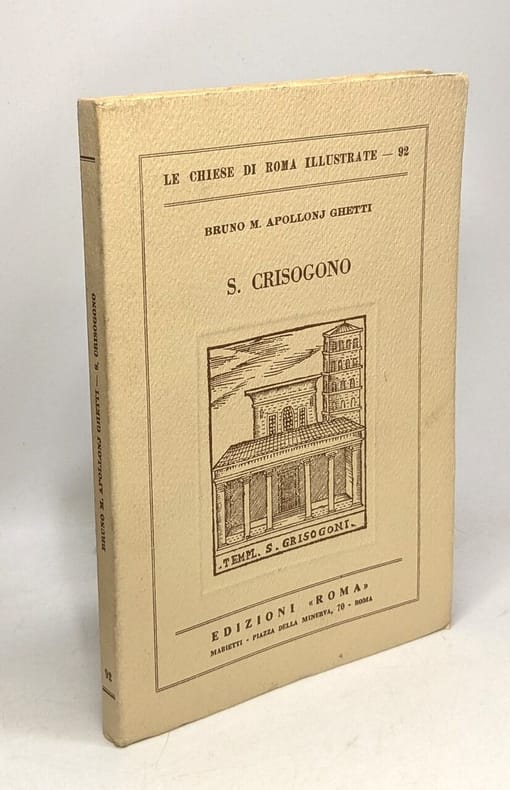 LE CHIESE DI ROMA ILLUSTRATE — 92
BRUNO M. APOLLONJ GHETTI
S. CRISOGONO
.TEMPL. S. GRISOGONI.
EDIZIONI «ROMA»
MARIETTI - PIAZZA DELLA MINERVA, 70 - ROMA
BRUNO M. APOLLONJ GHETTI — S. CRISOGONO
92